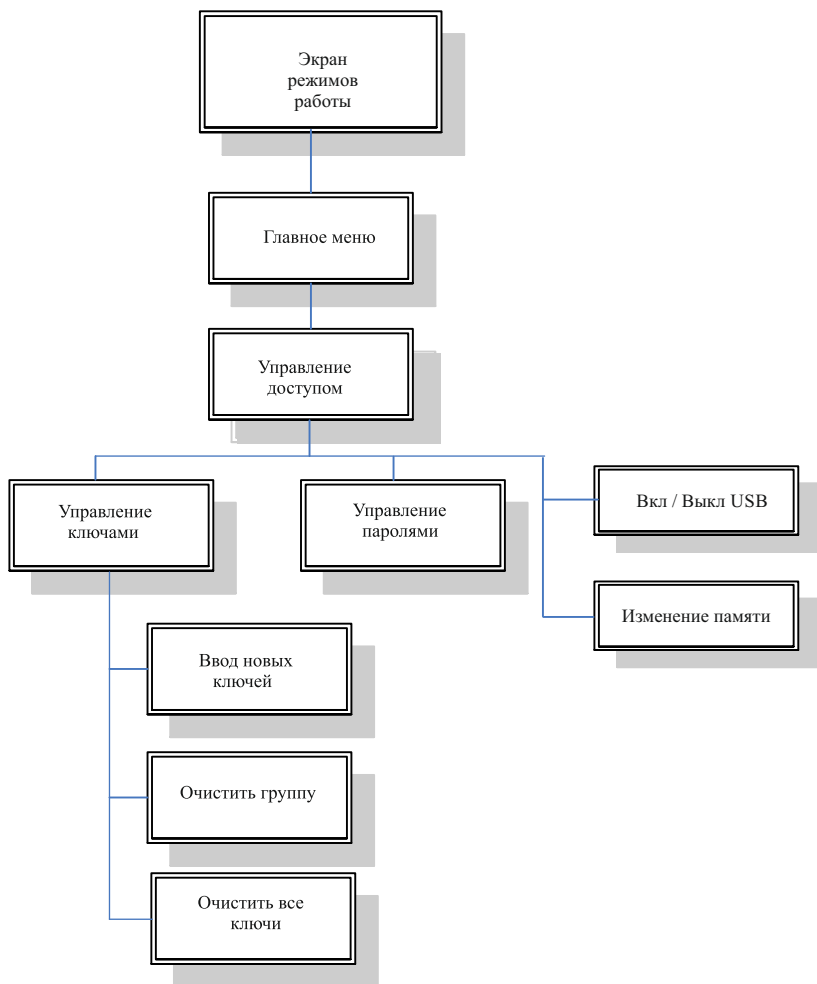 Экран
режимов
работы
Главное меню
Управление
доступом
Управление
ключами
Управление
паролями
Вкл / Выкл USB
Изменение памяти
Ввод новых
ключей
Очистить группу
Очистить все
ключи